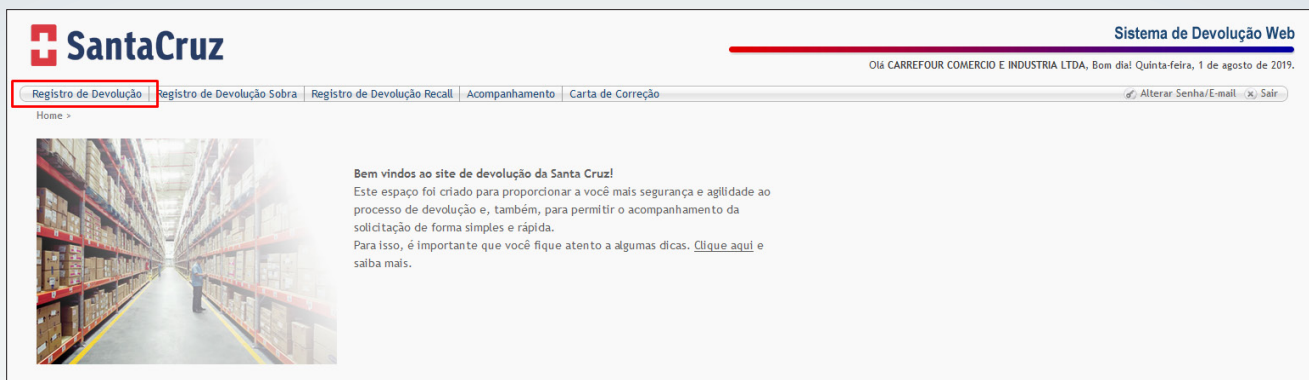 SantaCruz
Sistema de Devolução Web
Olá CARREFOUR COMERCIO E INDUSTRIA LTDA, Bom dia! Quinta-feira, 1 de agosto de 2019.
Registro de Devolução | Registro de Devolução Sobra | Registro de Devolução Recall | Acompanhamento | Carta de Correção Alterar Senha/E-mail Sair
Home >
Bem vindos ao site de devolução da Santa Cruz!
Este espaço foi criado para proporcionar a você mais segurança e agilidade ao
processo de devolução e, também, para permitir o acompanhamento da
solicitação de forma simples e rápida.
Para isso, é importante que você fique atento a algumas dicas. Clique aqui e
saiba mais.